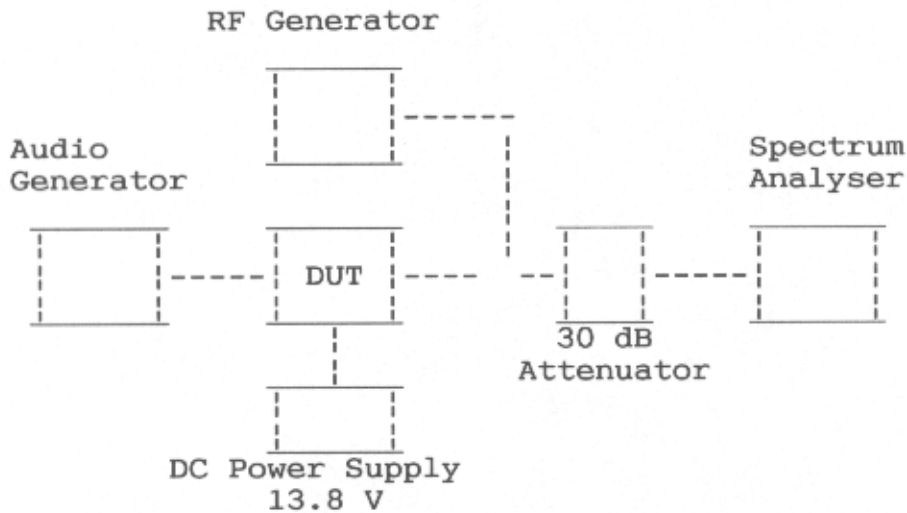 RF Generator
Audio
Generator
Spectrum
Analyser
DUT
30 dB
Attenuator
DC Power Supply
13.8 V